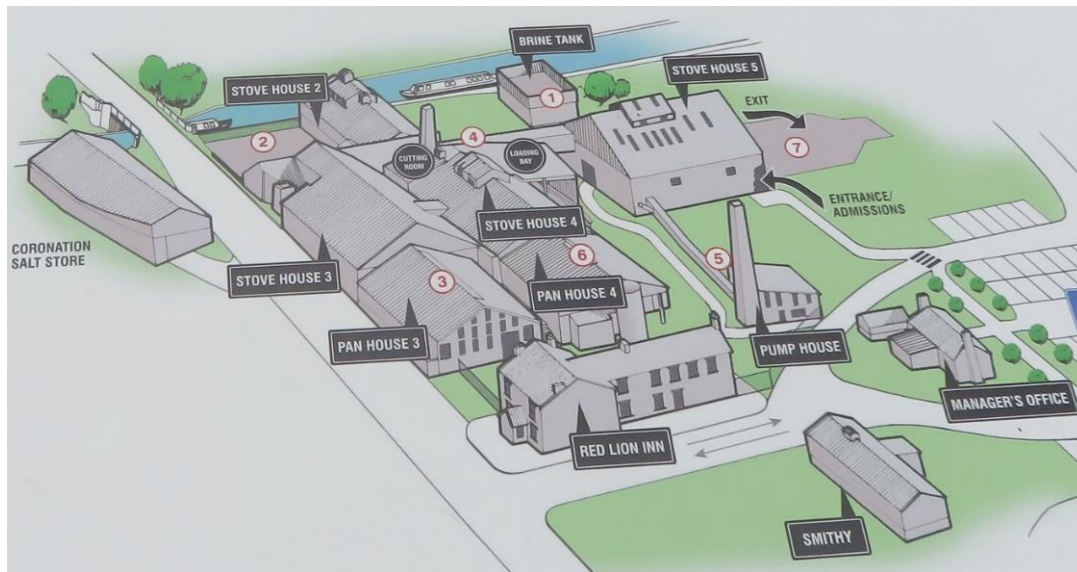 BRINE TANK
STOVE HOUSE 2
STOVE HOUSE 5
1
EXIT
2
4
CUTTING
ROOM
LOADING
BAY
7
ENTRANCE/
ADMISSIONS
STOVE HOUSE 4
CORONATION
SALT STORE
STOVE HOUSE 3
3
6
5
PAN HOUSE 4
PAN HOUSE 3
PUMP HOUSE
MANAGER'S OFFICE
RED LION INN
SMITHY